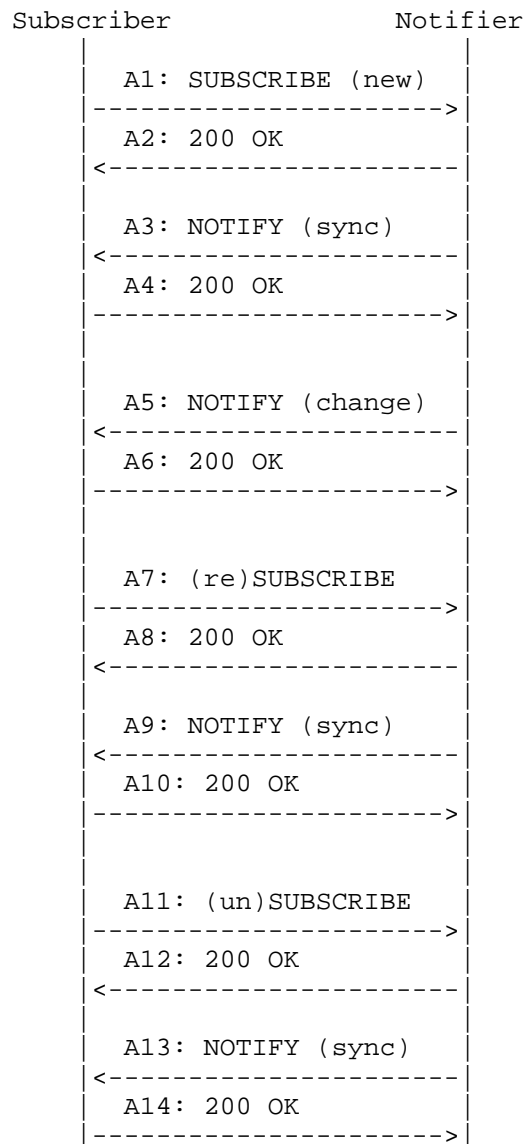 Subscriber Notifier
A1: SUBSCRIBE (new)
A2: 200 OK
A3: NOTIFY (sync)
A4: 200 OK
A5: NOTIFY (change)
A6: 200 OK
A7: (re)SUBSCRIBE
A8: 200 OK
A9: NOTIFY (sync)
A10: 200 OK
A11: (un)SUBSCRIBE
A12: 200 OK
A13: NOTIFY (sync)
A14: 200 OK